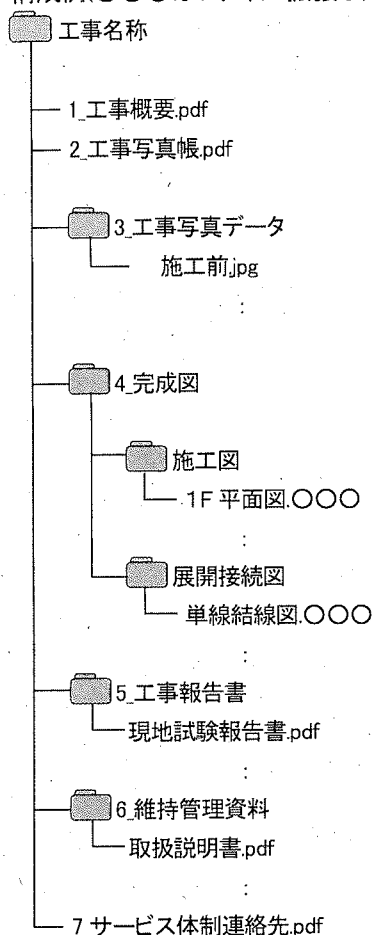 工事名称
1_工事概要.pdf
2_工事写真帳.pdf
3_工事写真データ
施工前.jpg
:
4_完成図
施工図
1F 平面図.〇〇〇
:
展開接続図
単線結線図.〇〇〇
:
5_工事報告書
現地試験報告書.pdf
:
6_維持管理資料
取扱説明書.pdf
:
7_サービス体制連絡先.pdf